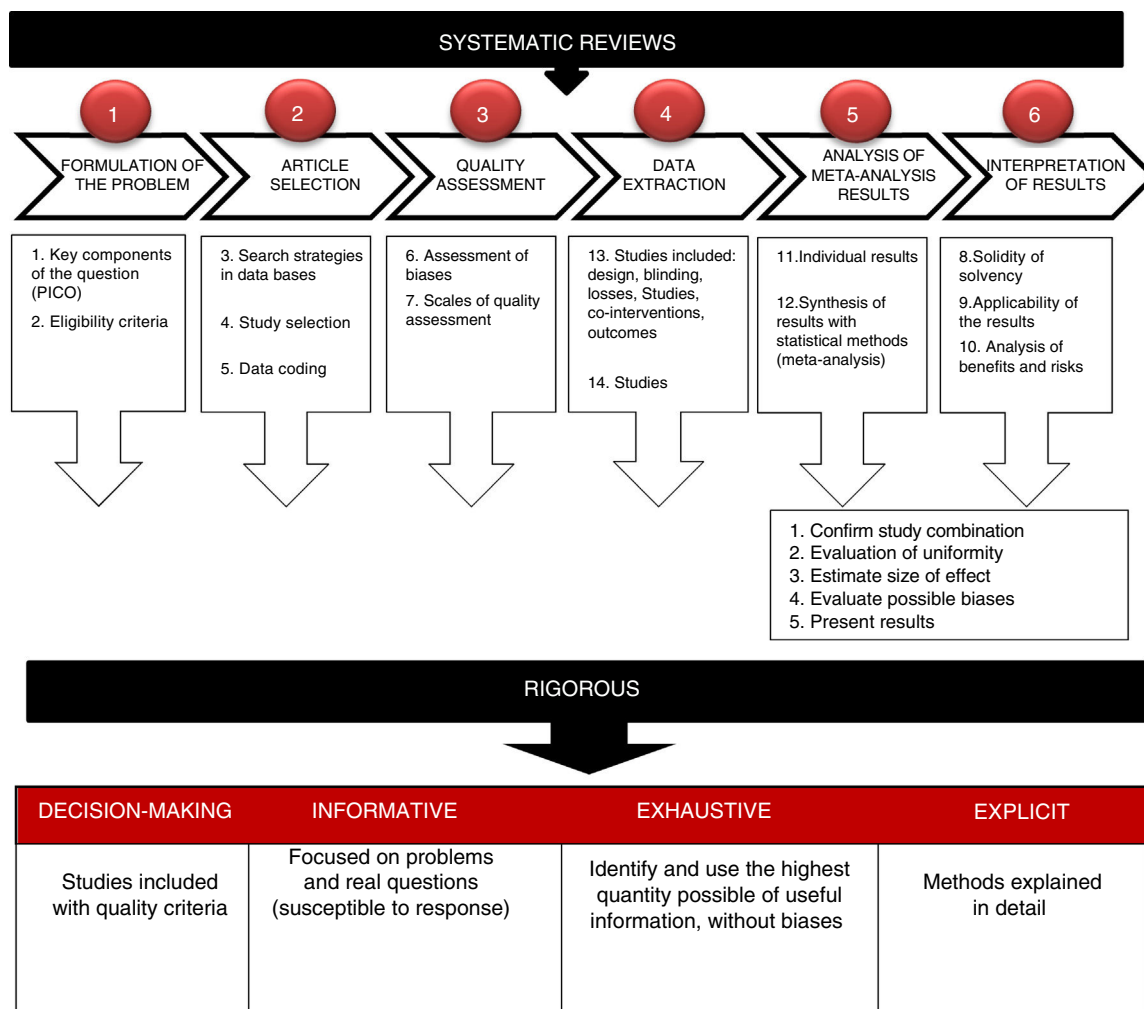 SYSTEMATIC REVIEWS
1
2
3
4
5
6
FORMULATION OF
THE PROBLEM
ARTICLE
SELECTION
QUALITY
ASSESSMENT
DATA
EXTRACTION
ANALYSIS OF
META-ANALYSIS
RESULTS
INTERPRETATION
OF RESULTS
1. Key components
of the question
(PICO)
2. Eligibility criteria
3. Search strategies
in data bases
4. Study selection
5. Data coding
6. Assessment of
biases
7. Scales of quality
assessment
13. Studies included:
design, blinding,
losses, Studies,
co-interventions,
outcomes
14. Studies
11.Individual results
12.Synthesis of
results with
statistical methods
(meta-analysis)
8.Solidity of
solvency
9.Applicability of
the results
10. Analysis of
benefits and risks
1. Confirm study combination
2. Evaluation of uniformity
3. Estimate size of effect
4. Evaluate possible biases
5. Present results
RIGOROUS
DECISION-MAKING
INFORMATIVE
EXHAUSTIVE
EXPLICIT
Studies included
with quality criteria
Focused on problems
and real questions
(susceptible to response)
Identify and use the highest
quantity possible of useful
information, without biases
Methods explained
in detail